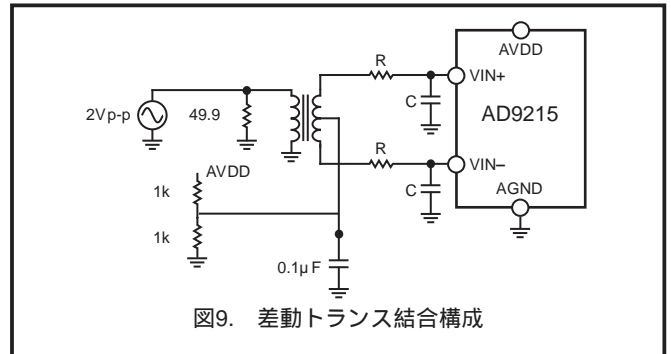 AVDD
R
VIN+
C
2Vp-p
49.9
AD9215
R
VIN–
AVDD
C
1k
AGND
1k
0.1µF
図9. 差動トランス結合構成